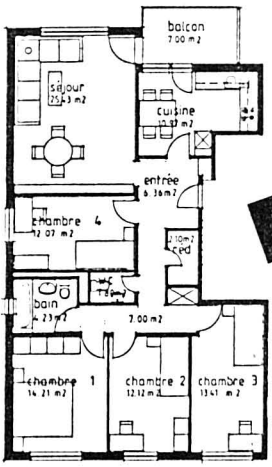 balcon
7.00 m2
séjour
25.43 m2
cuisine
entrée
6.36 m2
chambre 4
12.07 m2
2.10 m2
réd
W.C
bain
4.23 m2
7.00 m2
chambre 1
14.21 m2
chambre 2
12.12 m2
chambre 3
13.41 m2